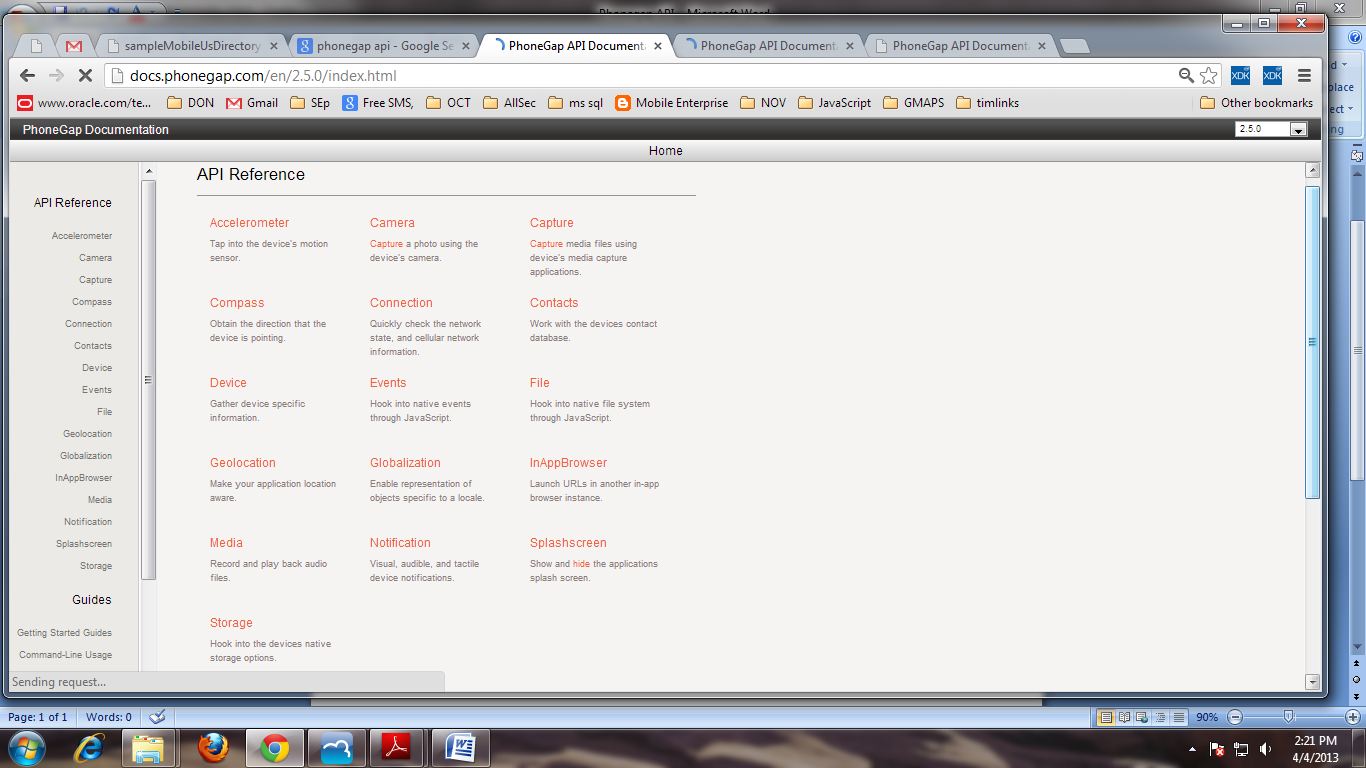 Phonegap API - Microsoft Word
sampleMobileUsDirectory
phonegap api - Google Se
PhoneGap API Document
PhoneGap API Documenta
PhoneGap API Documenta
docs.phonegap.com/en/2.5.0/index.html
XDK
XDK
www.oracle.com/te...
DON
Gmail
SEp
Free SMS,
OCT
AllSec
ms sql
Mobile Enterprise
NOV
JavaScript
GMAPS
timlinks
Other bookmarks
PhoneGap Documentation
2.5.0
Home
API Reference
Accelerometer
Camera
Capture
Compass
Connection
Contacts
Device
Events
File
Geolocation
Globalization
InAppBrowser
Media
Notification
Splashscreen
Storage
Guides
Getting Started Guides
Command-Line Usage
API Reference
Accelerometer
Tap into the device's motion
sensor.
Camera
Capture a photo using the
device's camera.
Capture
Capture media files using
device's media capture
applications.
Compass
Obtain the direction that the
device is pointing.
Connection
Quickly check the network
state, and cellular network
information.
Contacts
Work with the devices contact
database.
Device
Gather device specific
information.
Events
Hook into native events
through JavaScript.
File
Hook into native file system
through JavaScript.
Geolocation
Make your application location
aware.
Globalization
Enable representation of
objects specific to a locale.
InAppBrowser
Launch URLs in another in-app
browser instance.
Media
Record and play back audio
files.
Notification
Visual, audible, and tactile
device notifications.
Splashscreen
Show and hide the applications
splash screen.
Storage
Hook into the devices native
storage options.
Sending request...
Page: 1 of 1
Words: 0
90%
2:21 PM
4/4/2013